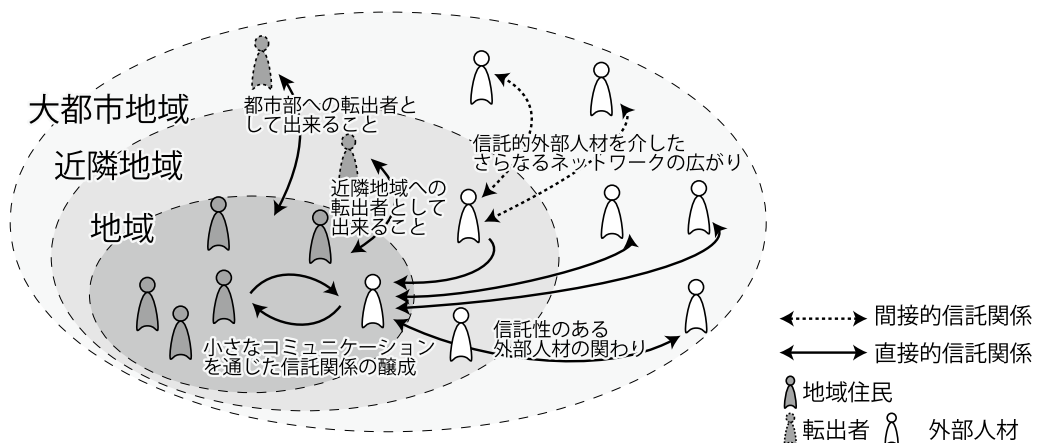 大都市地域
都市部への転出者と
して出来ること
信託的外部人材を介した
さらなるネットワークの広がり
近隣地域
近隣地域への
転出者として
出来ること
地域
信託性のある
外部人材の関わり
小さなコミュニケーション
を通じた信託関係の醸成
間接的信託関係
直接的信託関係
地域住民
転出者
外部人材